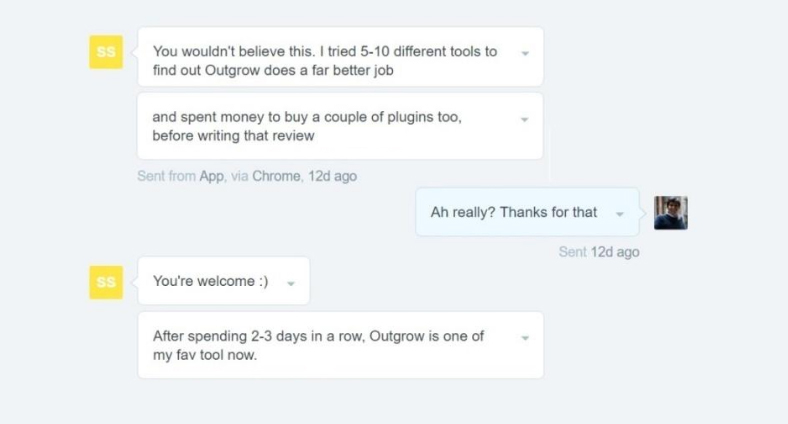 SS
You wouldn't believe this. I tried 5-10 different tools to
find out Outgrow does a far better job
and spent money to buy a couple of plugins too,
before writing that review
Sent from App, via Chrome, 12d ago
Ah really? Thanks for that
Sent 12d ago
SS
You're welcome :)
After spending 2-3 days in a row, Outgrow is one of
my fav tool now.